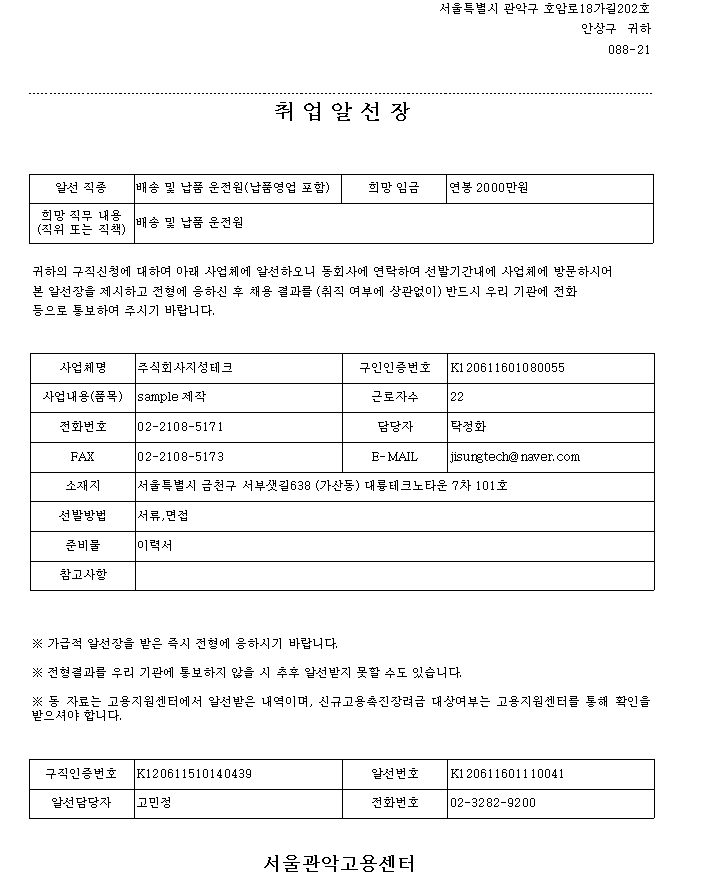 서울특별시 관악구 호암로18가길202호
안상구 귀하
088-21
취 업 알 선 장
알선 직종 배송 및 납품 운전원(납품영업 포함) 희망 임금 연봉 2000만원
희망 직무 내용
(직위 또는 직책) 배송 및 납품 운전원
귀하의 구직신청에 대하여 아래 사업체에 알선하오니 동회사에 연락하여 선발기간내에 사업체에 방문하시어
본 알선장을 제시하고 전형에 응하신 후 채용 결과를 (취직 여부에 상관없이) 반드시 우리 기관에 전화
등으로 통보하여 주시기 바랍니다.
사업체명 주식회사지성테크 구인인증번호 K120611601080055
사업내용(품목) sample 제작 근로자수 22
전화번호 02-2108-5171 담당자 탁정화
FAX 02-2108-5173 E-MAIL jisungtech@naver.com
소재지 서울특별시 금천구 서부샛길638 (가산동) 대륭테크노타운 7차 101호
선발방법 서류,면접
준비물 이력서
참고사항
※ 가급적 알선장을 받은 즉시 전형에 응하시기 바랍니다.
※ 전형결과를 우리 기관에 통보하지 않을 시 추후 알선받지 못할 수도 있습니다.
※ 동 자료는 고용지원센터에서 알선받은 내역이며, 신규고용촉진장려금 대상여부는 고용지원센터를 통해 확인을
받으셔야 합니다.
구직인증번호 K120611510140439 알선번호 K120611601110041
알선담당자 고민정 전화번호 02-3282-9200
서울관악고용센터